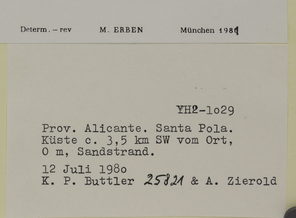 Determ. – rev M. ERBEN München 1981
YH2-1o29
Prov. Alicante. Santa Pola.
Küste c. 3,5 km SW vom Ort,
O m, Sandstrand.
12 Juli 198o
K. P. Buttler 25821 & A. Zierold